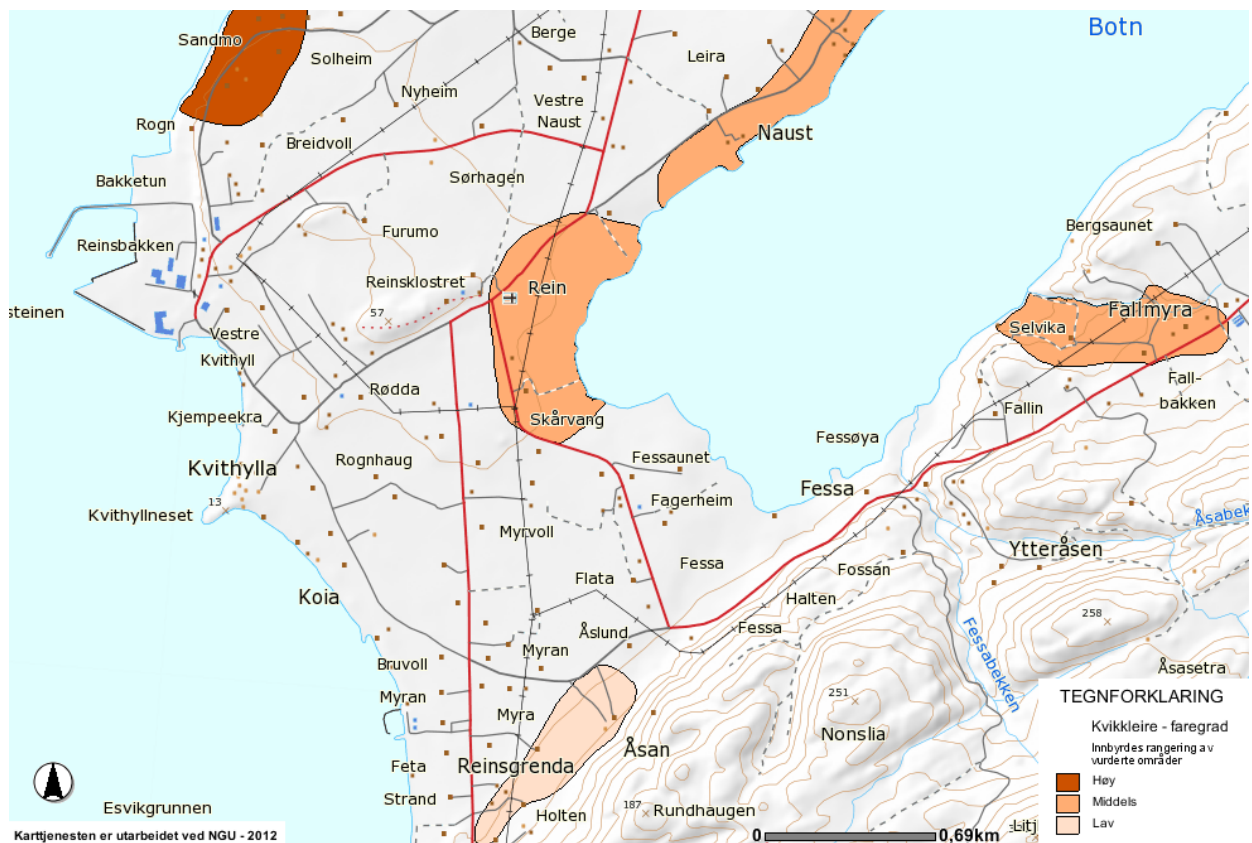 Botn
Sandmo
Berge
Solheim
Leira
Nyheim
Rogn
Vestre
Naust
Naust
Breidvoll
Bakketun
Sørhagen
Bergsaunet
Furumo
Reinsbakken
Reinsklostret
Rein
steinen
57
Fallmyra
Selvika
Vestre
Kvithyll
Rødda
Fall-
bakken
Fallin
Skårvang
Kjempeekra
Fessøya
Kvithylla
Rognhaug
Fessaunet
Fessa
13
Kvithyllneset
Fagerheim
Åsabek
Myrvoll
Ytteråsen
Fessa
Fossan
Flata
Halten
Koia
258
Fessa
Åslund
Fessabekken
Bruvoll
Myran
Åsasetra
Myran
251
Myra
Nonslia
Åsan
Feta
Reinsgrenda
Strand
187
Rundhaugen
Holten
Esvikgrunnen
Litj
TEGNFORKLARING
Kvikkleire - faregrad
Innbyrdes rangering av
vurderte områder
Høy
Middels
Lav
0 0,69km
Karttjenesten er utarbeidet ved NGU - 2012